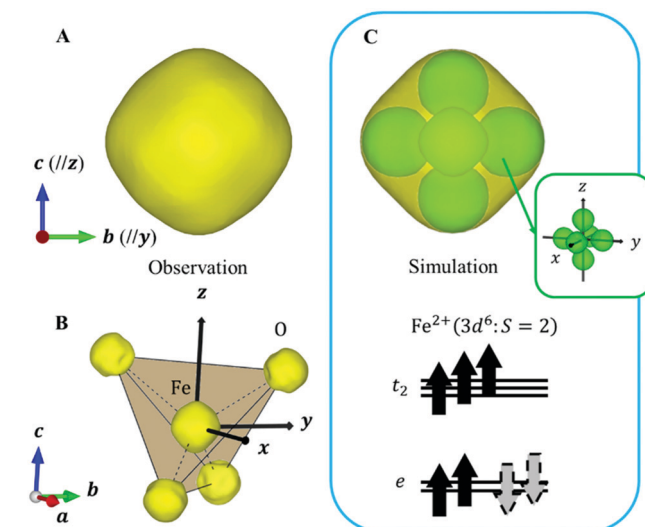 A
c (//z)
b (//y)
Observation
B
z
O
Fe
y
x
c
b
a
C
z
y
x
Simulation
Fe²⁺(3d⁶: S = 2)
t₂
e